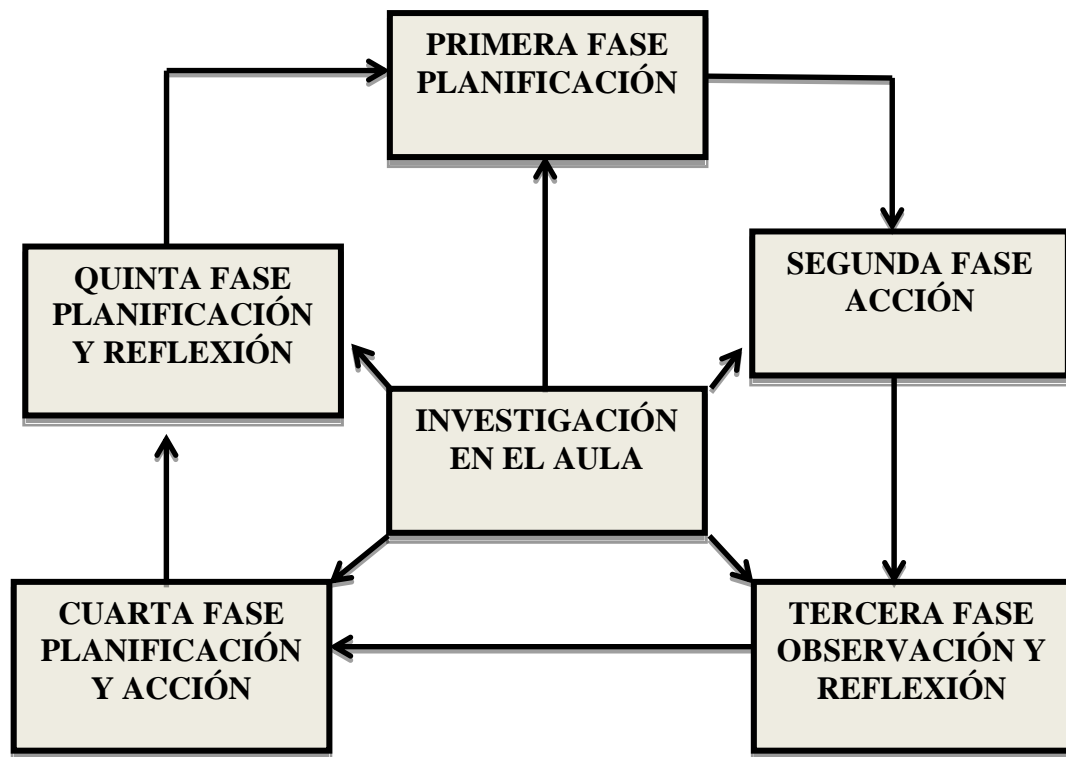 PRIMERA FASE
PLANIFICACIÓN
SEGUNDA FASE
ACCIÓN
TERCERA FASE
OBSERVACIÓN Y
REFLEXIÓN
CUARTA FASE
PLANIFICACIÓN
Y ACCIÓN
QUINTA FASE
PLANIFICACIÓN
Y REFLEXIÓN
INVESTIGACIÓN
EN EL AULA